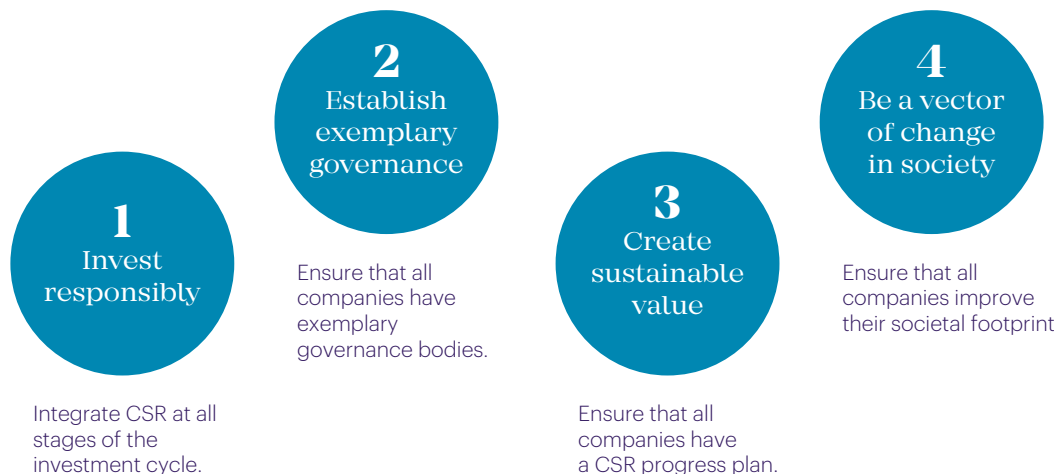 1
Invest
responsibly
Integrate CSR at all
stages of the
investment cycle.
2
Establish
exemplary
governance
Ensure that all
companies have
exemplary
governance bodies.
3
Create
sustainable
value
Ensure that all
companies have
a CSR progress plan.
4
Be a vector
of change
in society
Ensure that all
companies improve
their societal footprint